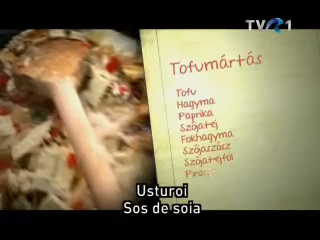 TVR1
Tofumártás
Tofu
Hagyma
Paprika
Szójatej
Fokhagyma
Szójaszósz
Szójatejföl
Usturoi
Sos de soia